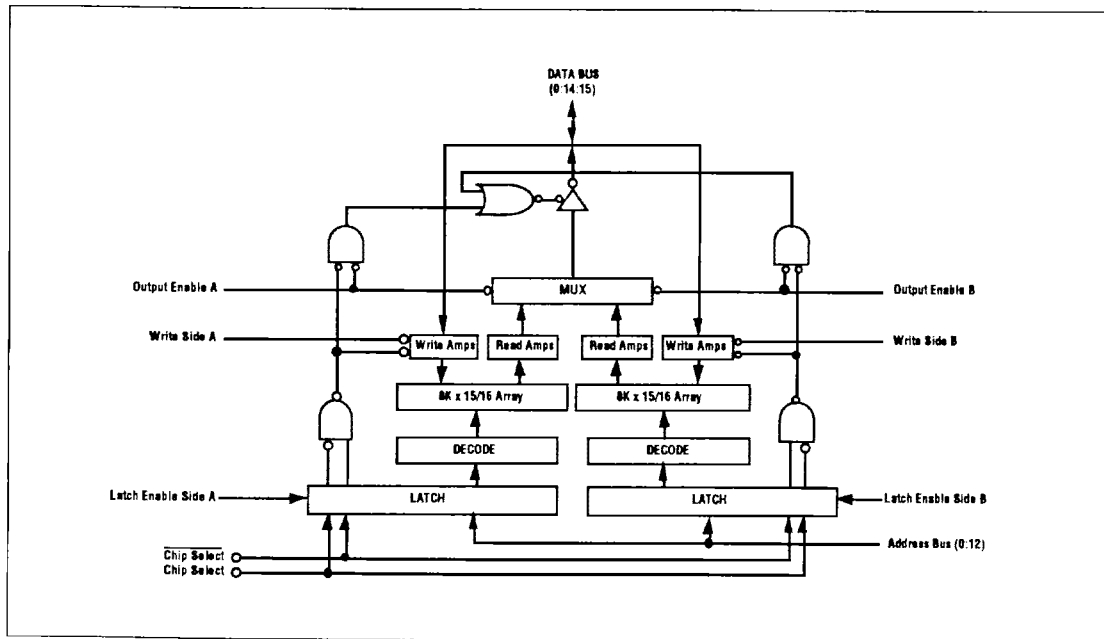 DATA BUS
(0:14:15)
Output Enable A
MUX
Output Enable B
Write Side A
Write Amps
Read Amps
Read Amps
Write Amps
Write Side B
8K x 15/16 Array
8K x 15/16 Array
DECODE
DECODE
Latch Enable Side A
LATCH
LATCH
Latch Enable Side B
Chip Select
Address Bus (0:12)
Chip Select